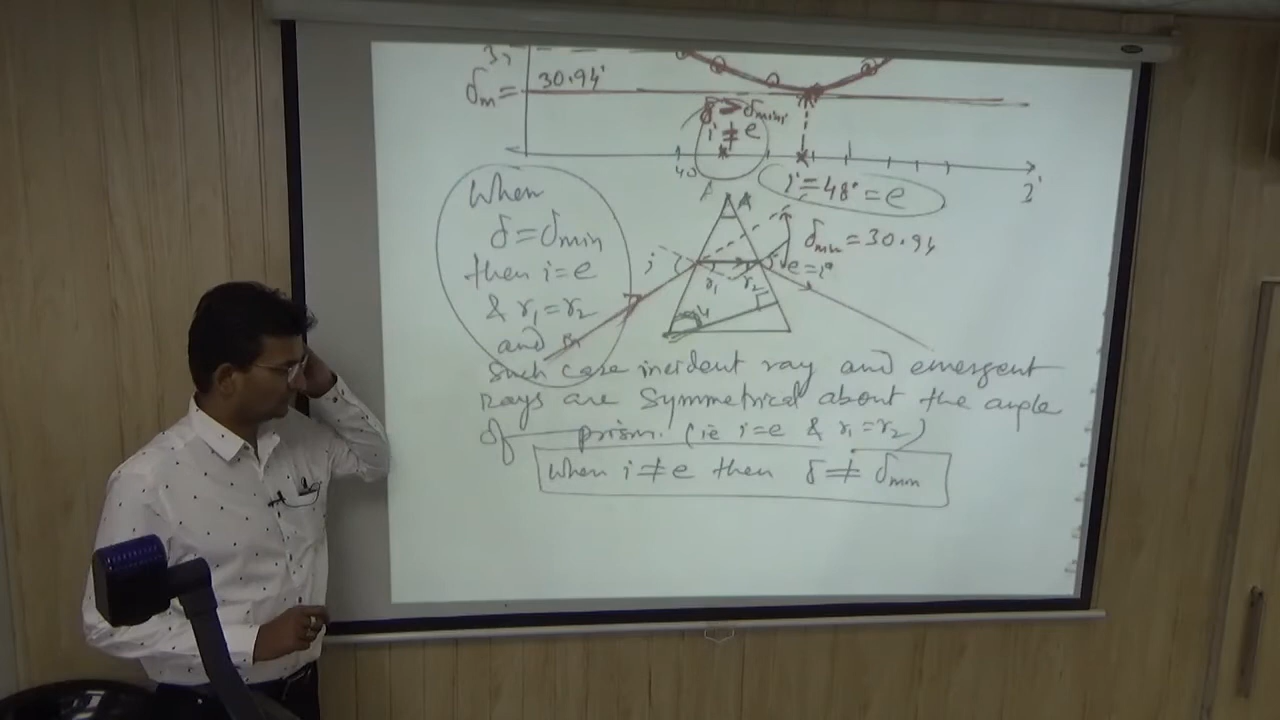 δm = 30.94'
δ > δmin
i ≠ e
40
i = 48° = e
i
When
δ = δmin
then i = e
& r₁ = r₂
and
A A
δmin = 30.94
i
e = i
r₁ r₂
such case incident ray and emergent
rays are symmetrical about the angle
of prism. (ie i = e & r₁ = r₂)
When i ≠ e then δ ≠ δmin